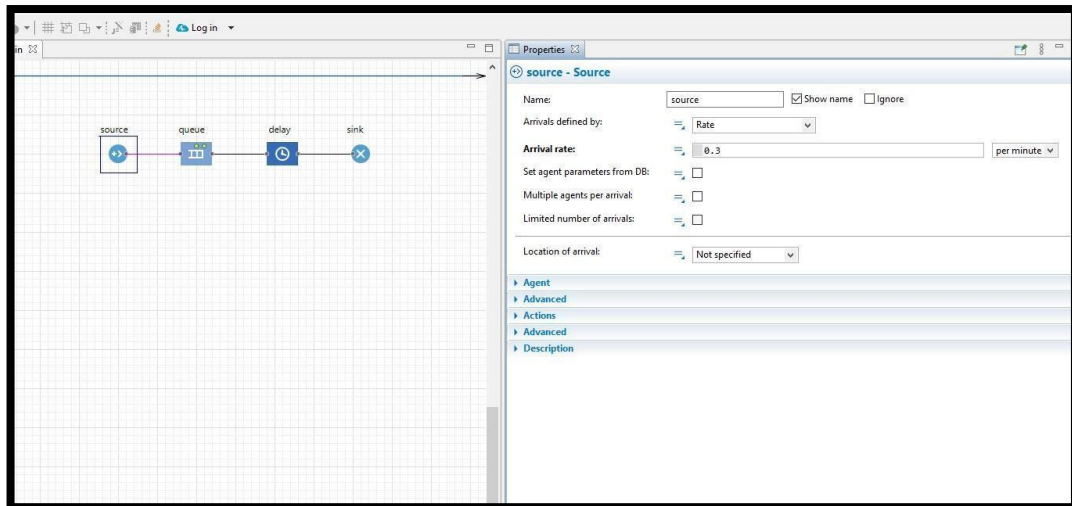 Log in
in
source
queue
delay
sink
Properties
source - Source
Name:
source
Show name
Ignore
Arrivals defined by:
Rate
Arrival rate:
0.3
per minute
Set agent parameters from DB:
Multiple agents per arrival:
Limited number of arrivals:
Location of arrival:
Not specified
Agent
Advanced
Actions
Advanced
Description